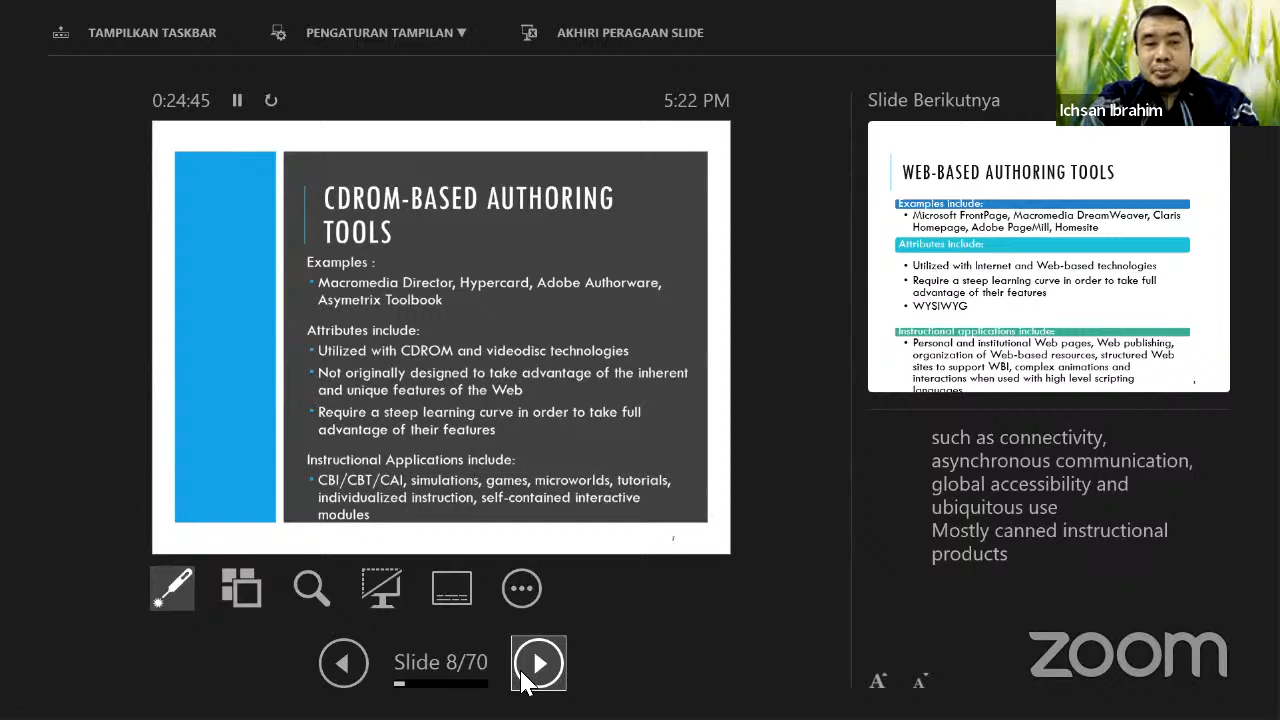 TAMPILKAN TASKBAR
PENGATURAN TAMPILAN ▼
AKHIRI PERAGAAN SLIDE
0:24:45
5:22 PM
Slide Berikutnya
Ichsan Ibrahim
CDROM-BASED AUTHORING
TOOLS
Examples :
Macromedia Director, Hypercard, Adobe Authorware,
Asymetrix Toolbook
Attributes include:
Utilized with CDROM and videodisc technologies
Not originally designed to take advantage of the inherent
and unique features of the Web
Require a steep learning curve in order to take full
advantage of their features
Instructional Applications include:
CBI/CBT/CAI, simulations, games, microworlds, tutorials,
individualized instruction, self-contained interactive
modules
WEB-BASED AUTHORING TOOLS
Examples include:
• Microsoft FrontPage, Macromedia DreamWeaver, Claris
Homepage, Adobe PageMill, Homesite
Attributes include:
• Utilized with Internet and Web-based technologies
• Require a steep learning curve in order to take full
advantage of their features
• WYSIWYG
Instructional applications include:
• Personal and institutional Web pages, Web publishing,
organization of Web-based resources, structured Web
sites to support WBI, complex animations and
interactions when used with high level scripting
languages
such as connectivity,
asynchronous communication,
global accessibility and
ubiquitous use
Mostly canned instructional
products
Slide 8/70
A A
zoom